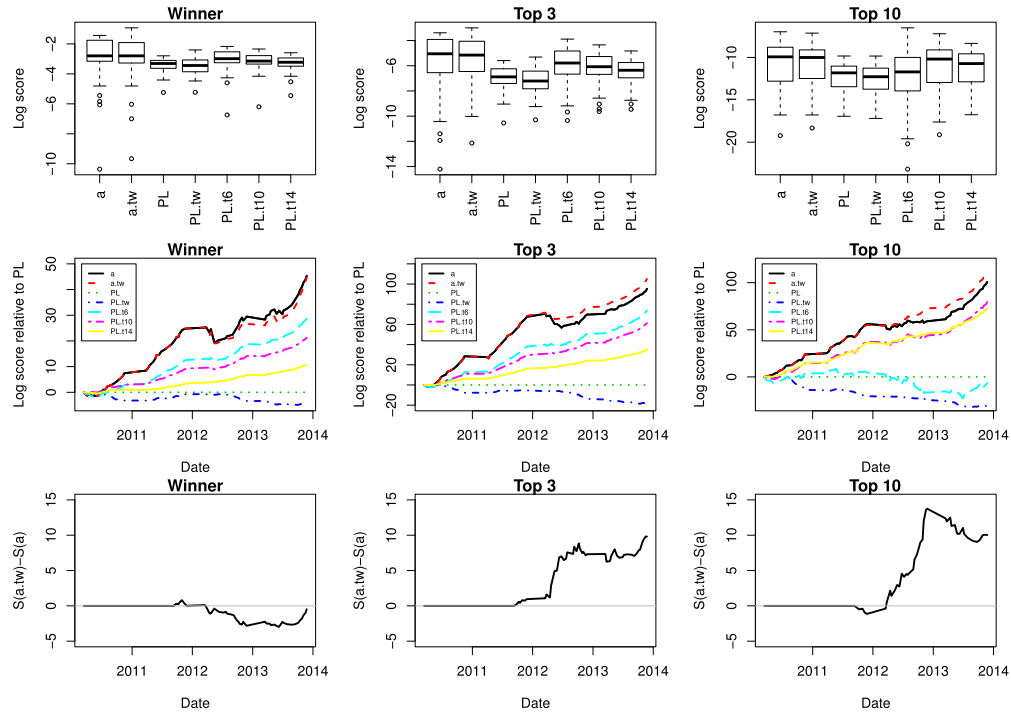 Winner Top 3 Top 10
Log score
−2
−4
−6
−10
a a.tw PL PL.tw PL.t6 PL.t10 PL.t14
Log score
−6
−10
−14
a a.tw PL PL.tw PL.t6 PL.t10 PL.t14
Log score
−10
−15
−20
a a.tw PL PL.tw PL.t6 PL.t10 PL.t14
Winner Top 3 Top 10
Log score relative to PL
50
30
10
0
a
a.tw
PL
PL.tw
PL.t6
PL.t10
PL.t14
2011 2012 2013 2014
Date
Log score relative to PL
100
60
20
−20
a
a.tw
PL
PL.tw
PL.t6
PL.t10
PL.t14
2011 2012 2013 2014
Date
Log score relative to PL
100
50
0
a
a.tw
PL
PL.tw
PL.t6
PL.t10
PL.t14
2011 2012 2013 2014
Date
Winner Top 3 Top 10
S(a.tw)−S(a)
15
10
5
0
−5
2011 2012 2013 2014
Date
S(a.tw)−S(a)
15
10
5
0
−5
2011 2012 2013 2014
Date
S(a.tw)−S(a)
15
10
5
0
−5
2011 2012 2013 2014
Date